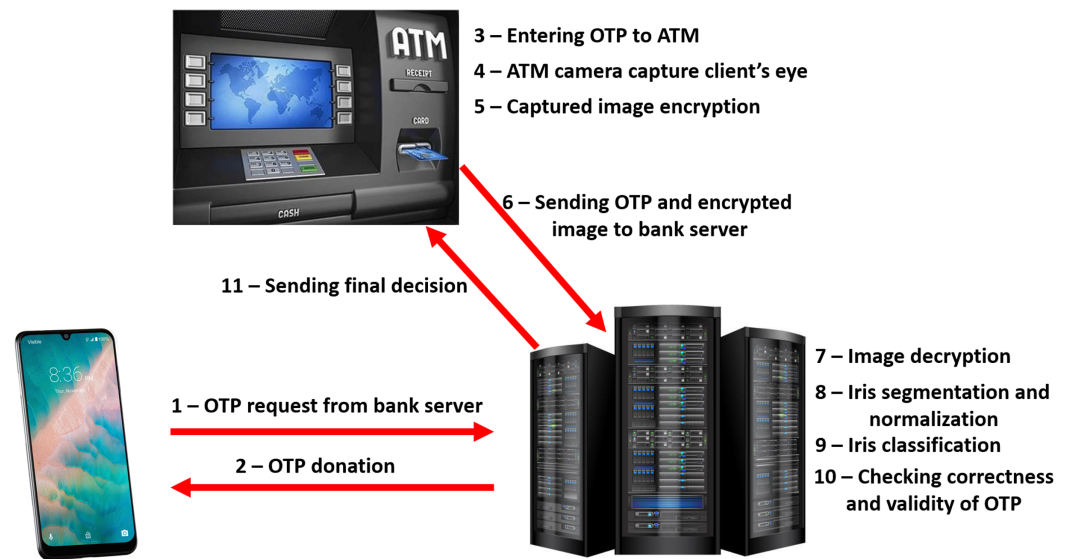 ATM
RECEIPT
CARD
CASH
3 – Entering OTP to ATM
4 – ATM camera capture client’s eye
5 – Captured image encryption
6 – Sending OTP and encrypted
image to bank server
11 – Sending final decision
Visible
100%
8:36 PM
1 – OTP request from bank server
2 – OTP donation
7 – Image decryption
8 – Iris segmentation and
normalization
9 – Iris classification
10 – Checking correctness
and validity of OTP